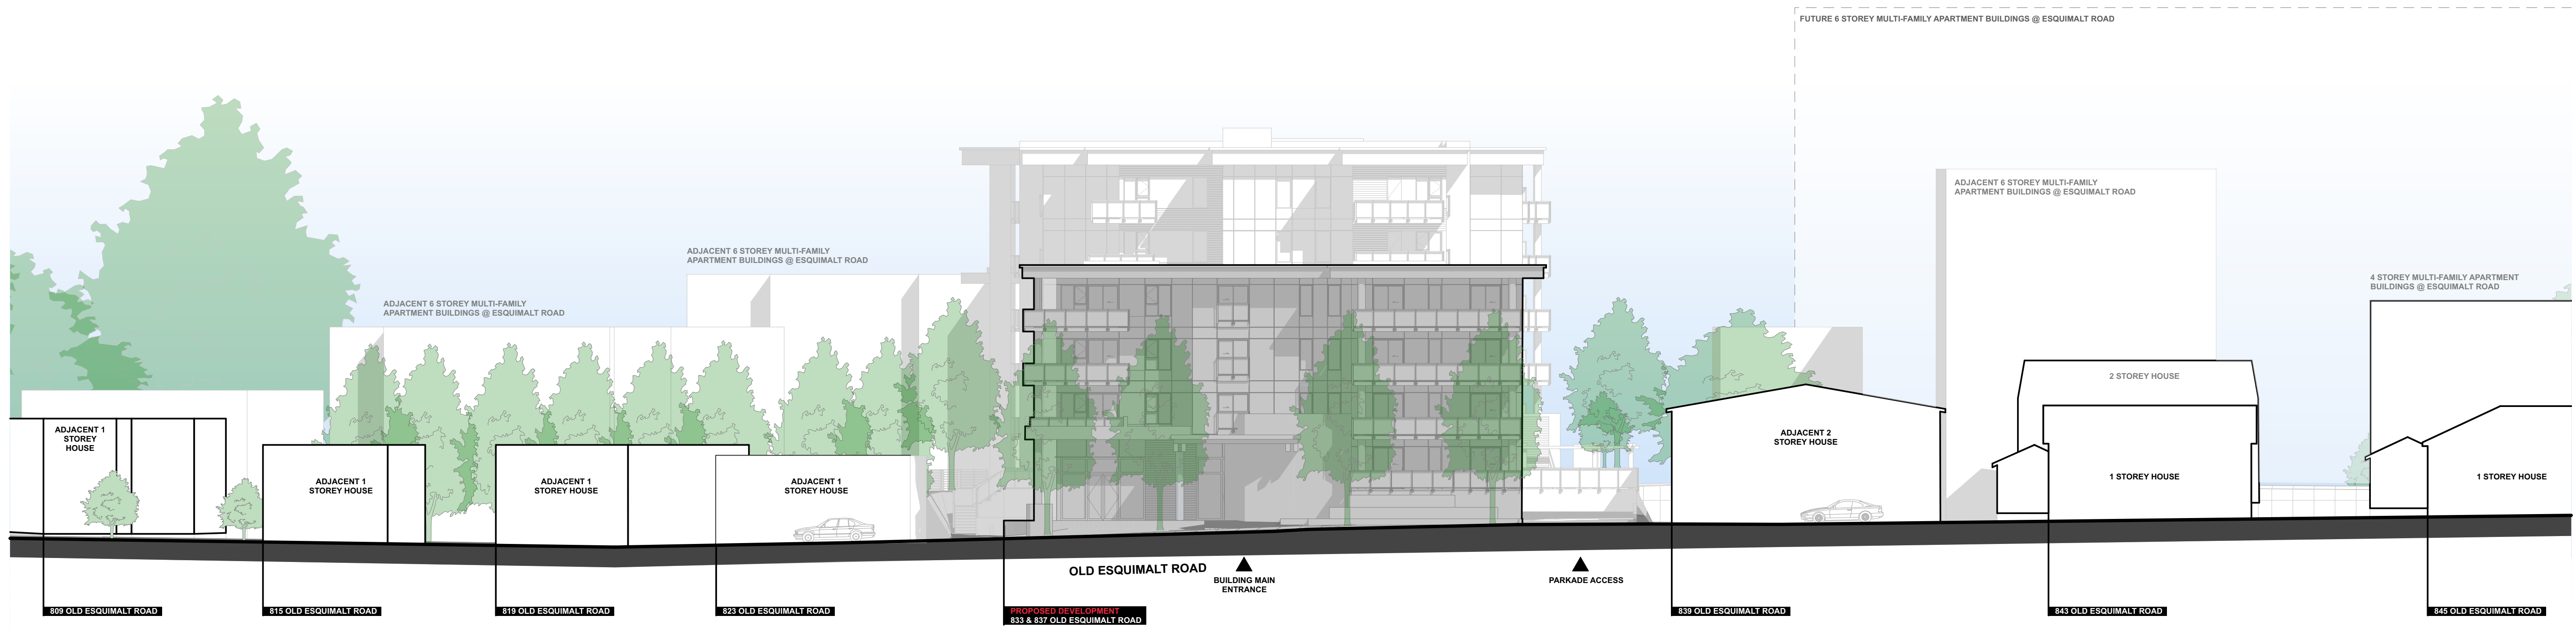 FUTURE 6 STOREY MULTI-FAMILY APARTMENT BUILDINGS @ ESQUIMALT ROAD
ADJACENT 6 STOREY MULTI-FAMILY
APARTMENT BUILDINGS @ ESQUIMALT ROAD
ADJACENT 6 STOREY MULTI-FAMILY
APARTMENT BUILDINGS @ ESQUIMALT ROAD
4 STOREY MULTI-FAMILY APARTMENT
BUILDINGS @ ESQUIMALT ROAD
ADJACENT 6 STOREY MULTI-FAMILY
APARTMENT BUILDINGS @ ESQUIMALT ROAD
2 STOREY HOUSE
ADJACENT 1
STOREY
HOUSE
ADJACENT 2
STOREY HOUSE
ADJACENT 1
STOREY HOUSE
ADJACENT 1
STOREY HOUSE
ADJACENT 1
STOREY HOUSE
1 STOREY HOUSE
1 STOREY HOUSE
OLD ESQUIMALT ROAD
BUILDING MAIN
ENTRANCE
PARKADE ACCESS
809 OLD ESQUIMALT ROAD
815 OLD ESQUIMALT ROAD
819 OLD ESQUIMALT ROAD
823 OLD ESQUIMALT ROAD
PROPOSED DEVELOPMENT
833 & 837 OLD ESQUIMALT ROAD
839 OLD ESQUIMALT ROAD
843 OLD ESQUIMALT ROAD
845 OLD ESQUIMALT ROAD